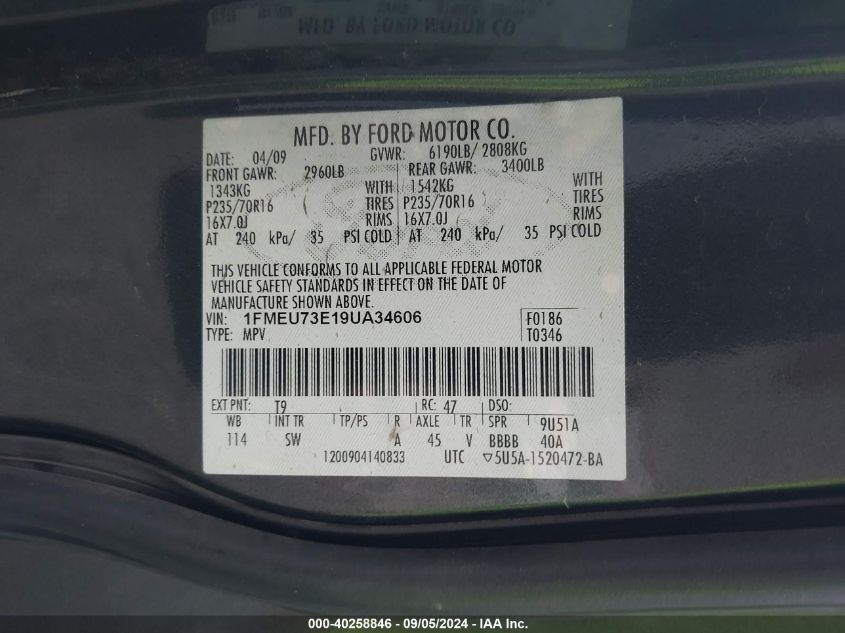 MFD. BY FORD MOTOR CO.
MFD. BY FORD MOTOR CO.
DATE: 04/09 GVWR: 6190LB/ 2808KG
FRONT GAWR: 2960LB REAR GAWR: 3400LB
1343KG WITH 1542KG WITH
P235/70R16 TIRES P235/70R16 TIRES
16X7.0J RIMS 16X7.0J RIMS
AT 240 kPa/ 35 PSI COLD AT 240 kPa/ 35 PSI COLD
THIS VEHICLE CONFORMS TO ALL APPLICABLE FEDERAL MOTOR
VEHICLE SAFETY STANDARDS IN EFFECT ON THE DATE OF
MANUFACTURE SHOWN ABOVE.
VIN: 1FMEU73E19UA34606 F0186
TYPE: MPV T0346
EXT PNT: T9 RC: 47 DSO:
WB INT TR TP/PS R AXLE TR SPR 9U51A
114 SW A 45 V BBBB 40A
1200904140833 UTC ▽5U5A-1520472-BA
000-40258846 - 09/05/2024 - IAA Inc.